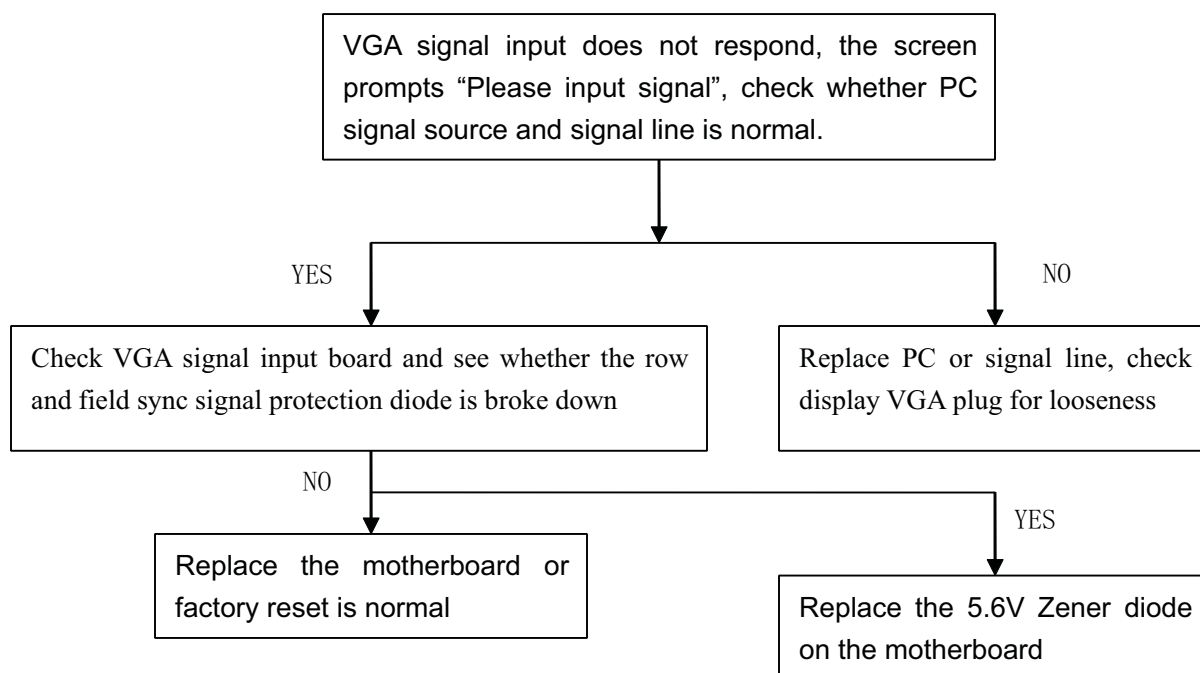 VGA signal input does not respond, the screen
prompts “Please input signal”, check whether PC
signal source and signal line is normal.
YES
NO
Check VGA signal input board and see whether the row
and field sync signal protection diode is broke down
Replace PC or signal line, check
display VGA plug for looseness
NO
YES
Replace the motherboard or
factory reset is normal
Replace the 5.6V Zener diode
on the motherboard